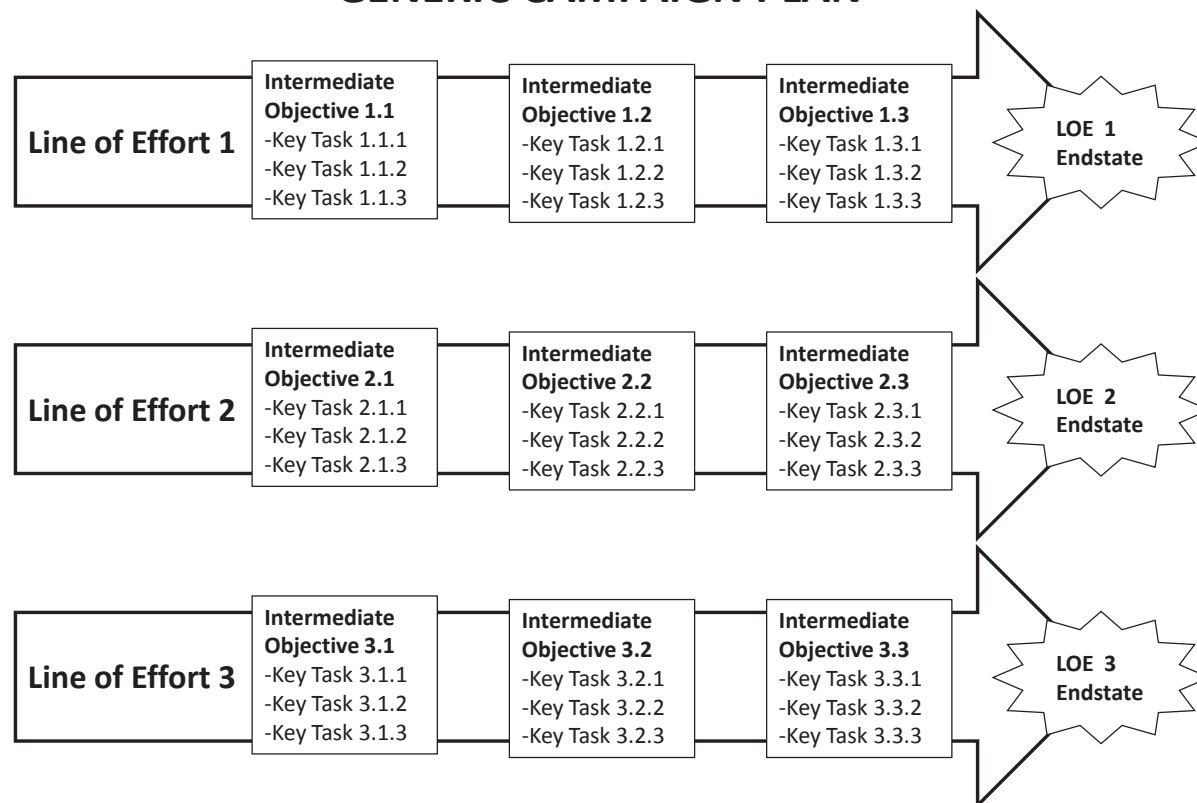 GENERIC CAMPAIGN PLAN
Line of Effort 1
Intermediate
Objective 1.1
-Key Task 1.1.1
-Key Task 1.1.2
-Key Task 1.1.3
Intermediate
Objective 1.2
-Key Task 1.2.1
-Key Task 1.2.2
-Key Task 1.2.3
Intermediate
Objective 1.3
-Key Task 1.3.1
-Key Task 1.3.2
-Key Task 1.3.3
LOE 1
Endstate
Line of Effort 2
Intermediate
Objective 2.1
-Key Task 2.1.1
-Key Task 2.1.2
-Key Task 2.1.3
Intermediate
Objective 2.2
-Key Task 2.2.1
-Key Task 2.2.2
-Key Task 2.2.3
Intermediate
Objective 2.3
-Key Task 2.3.1
-Key Task 2.3.2
-Key Task 2.3.3
LOE 2
Endstate
Line of Effort 3
Intermediate
Objective 3.1
-Key Task 3.1.1
-Key Task 3.1.2
-Key Task 3.1.3
Intermediate
Objective 3.2
-Key Task 3.2.1
-Key Task 3.2.2
-Key Task 3.2.3
Intermediate
Objective 3.3
-Key Task 3.3.1
-Key Task 3.3.2
-Key Task 3.3.3
LOE 3
Endstate